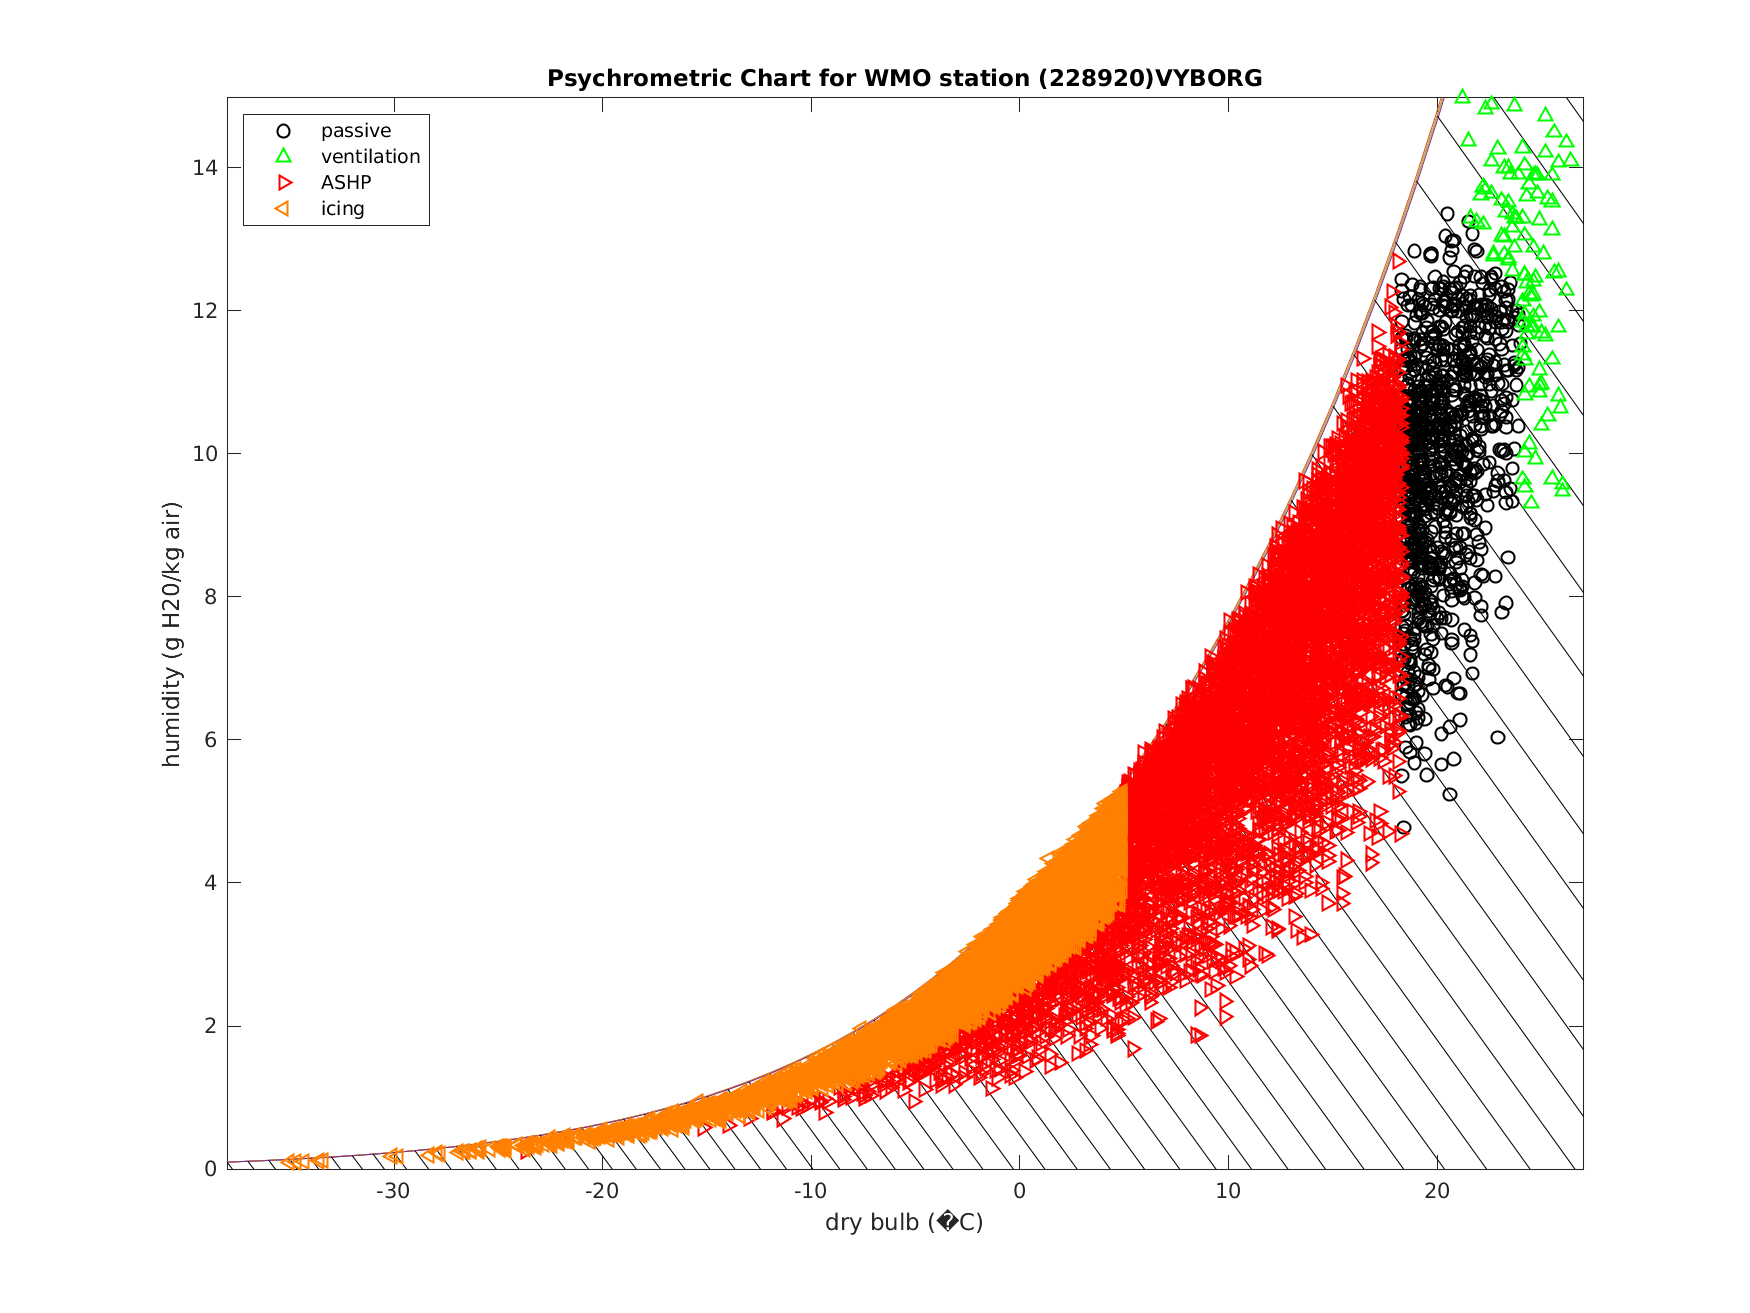 Psychrometric Chart for WMO station (228920)VYBORG
passive
ventilation
ASHP
icing
14
12
10
8
6
4
2
0
humidity (g H20/kg air)
-30 -20 -10 0 10 20
dry bulb (�C)